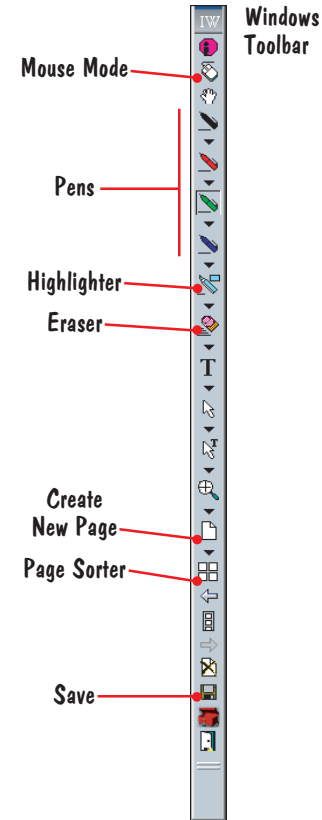 IW
Windows
Toolbar
Mouse Mode
Pens
Highlighter
Eraser
T
T
Create
New Page
Page Sorter
Save